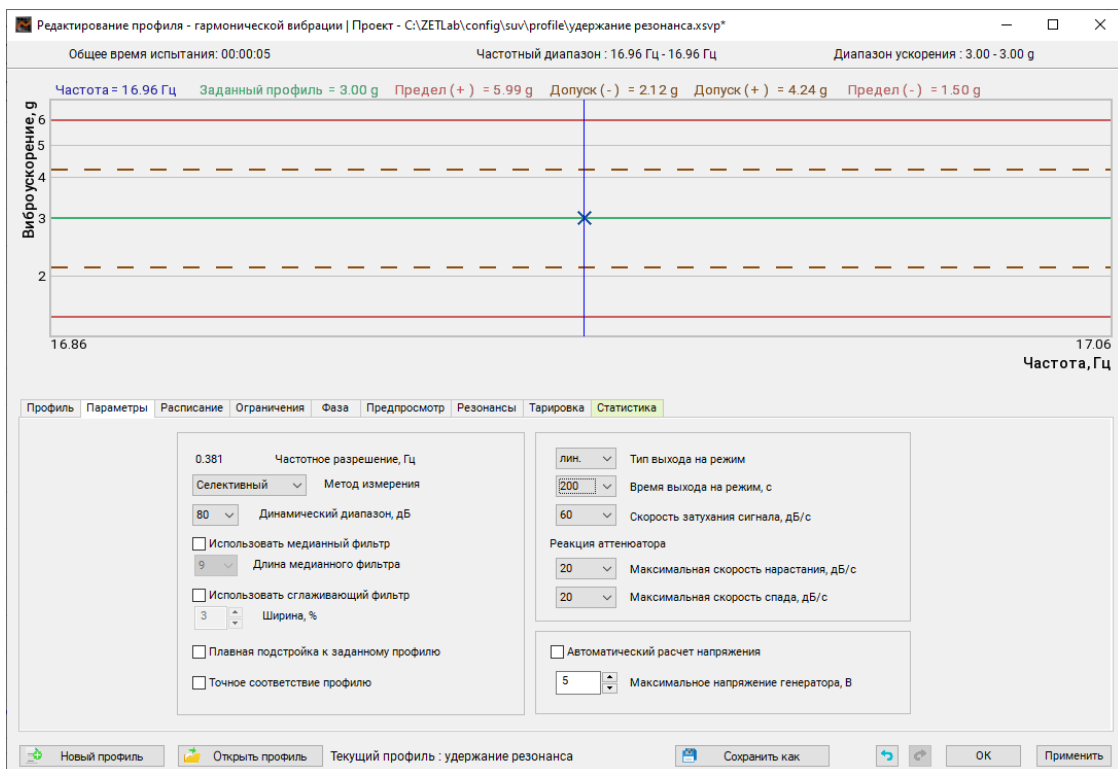 Редактирование профиля - гармонической вибрации | Проект - C:\ZETLab\config\suv\profile\удержание резонанса.xsvp*
Общее время испытания: 00:00:05 Частотный диапазон : 16.96 Гц - 16.96 Гц Диапазон ускорения : 3.00 - 3.00 g
Частота = 16.96 Гц Заданный профиль = 3.00 g Предел (+) = 5.99 g Допуск (-) = 2.12 g Допуск (+) = 4.24 g Предел (-) = 1.50 g
Виброускорение, g
6
5
4
3
2
16.86 17.06
Частота, Гц
Профиль Параметры Расписание Ограничения Фаза Предпросмотр Резонансы Тарировка Статистика
0.381 Частотное разрешение, Гц
Селективный Метод измерения
80 Динамический диапазон, дБ
Использовать медианный фильтр
9 Длина медианного фильтра
Использовать сглаживающий фильтр
3 Ширина, %
Плавная подстройка к заданному профилю
Точное соответствие профилю
лин. Тип выхода на режим
200 Время выхода на режим, с
60 Скорость затухания сигнала, дБ/с
Реакция аттенюатора
20 Максимальная скорость нарастания, дБ/с
20 Максимальная скорость спада, дБ/с
Автоматический расчет напряжения
5 Максимальное напряжение генератора, В
Новый профиль Открыть профиль Текущий профиль : удержание резонанса Сохранить как ОК Применить